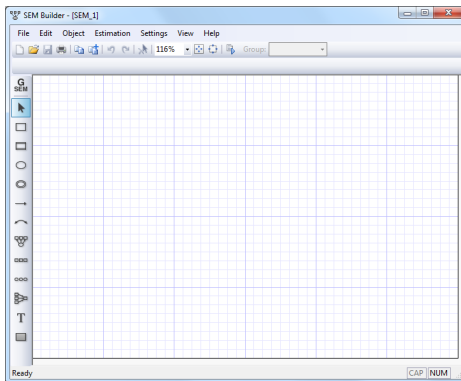 SEM Builder - [SEM_1]
File Edit Object Estimation Settings View Help
116% Group:
G
SEM
T
Ready CAP NUM